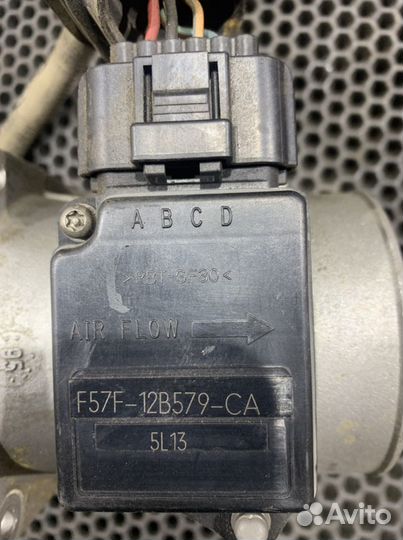 A B C D
>PBT-GF30<
AIR FLOW
F57F-12B579-CA
5L13
Avito